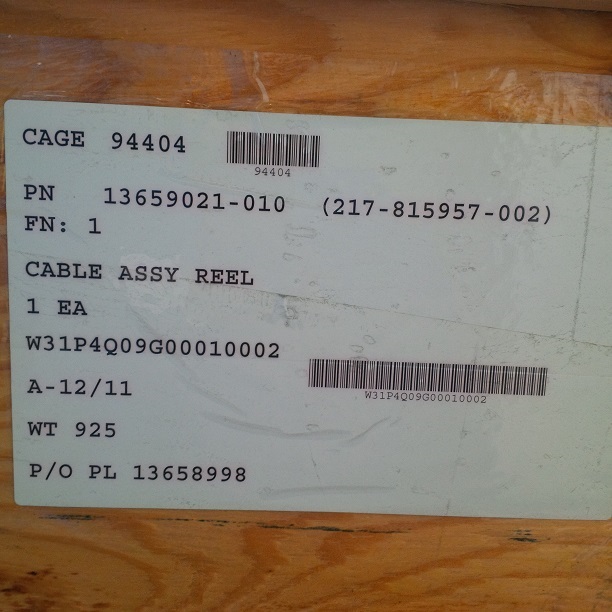 CAGE 94404
94404
PN 13659021-010 (217-815957-002)
FN: 1
CABLE ASSY REEL
1 EA
W31P4Q09G00010002
W31P4Q09G00010002
A-12/11
WT 925
P/O PL 13658998